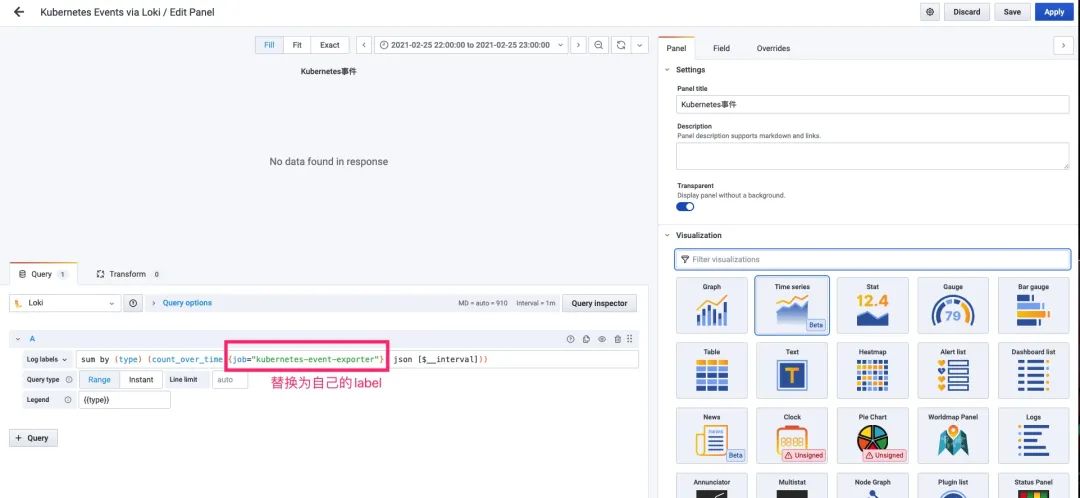 Kubernetes Events via Loki / Edit Panel
Discard Save Apply
Fill Fit Exact 2021-02-25 22:00:00 to 2021-02-25 23:00:00
Panel Field Overrides
Kubernetes事件
Settings
Panel title
Kubernetes事件
Description
Panel description supports markdown and links.
No data found in response
Transparent
Display panel without a background.
Visualization
Filter visualizations
Query 1 Transform 0
Loki Query options MD = auto = 910 Interval = 1m Query inspector
A
Log labels sum by (type) (count_over_time {job="kubernetes-event-exporter"} json [$__interval]))
Query type Range Instant Line limit auto
替换为自己的label
Legend {{type}}
+ Query
Graph Time series Stat Gauge Bar gauge
12.4 79
Beta
Table Text Heatmap Alert list Dashboard list
T
News Clock Pie Chart Worldmap Panel Logs
news 88:08
Beta Unsigned Unsigned
Annunciator Multistat Node Graph Plugin list Status Panel